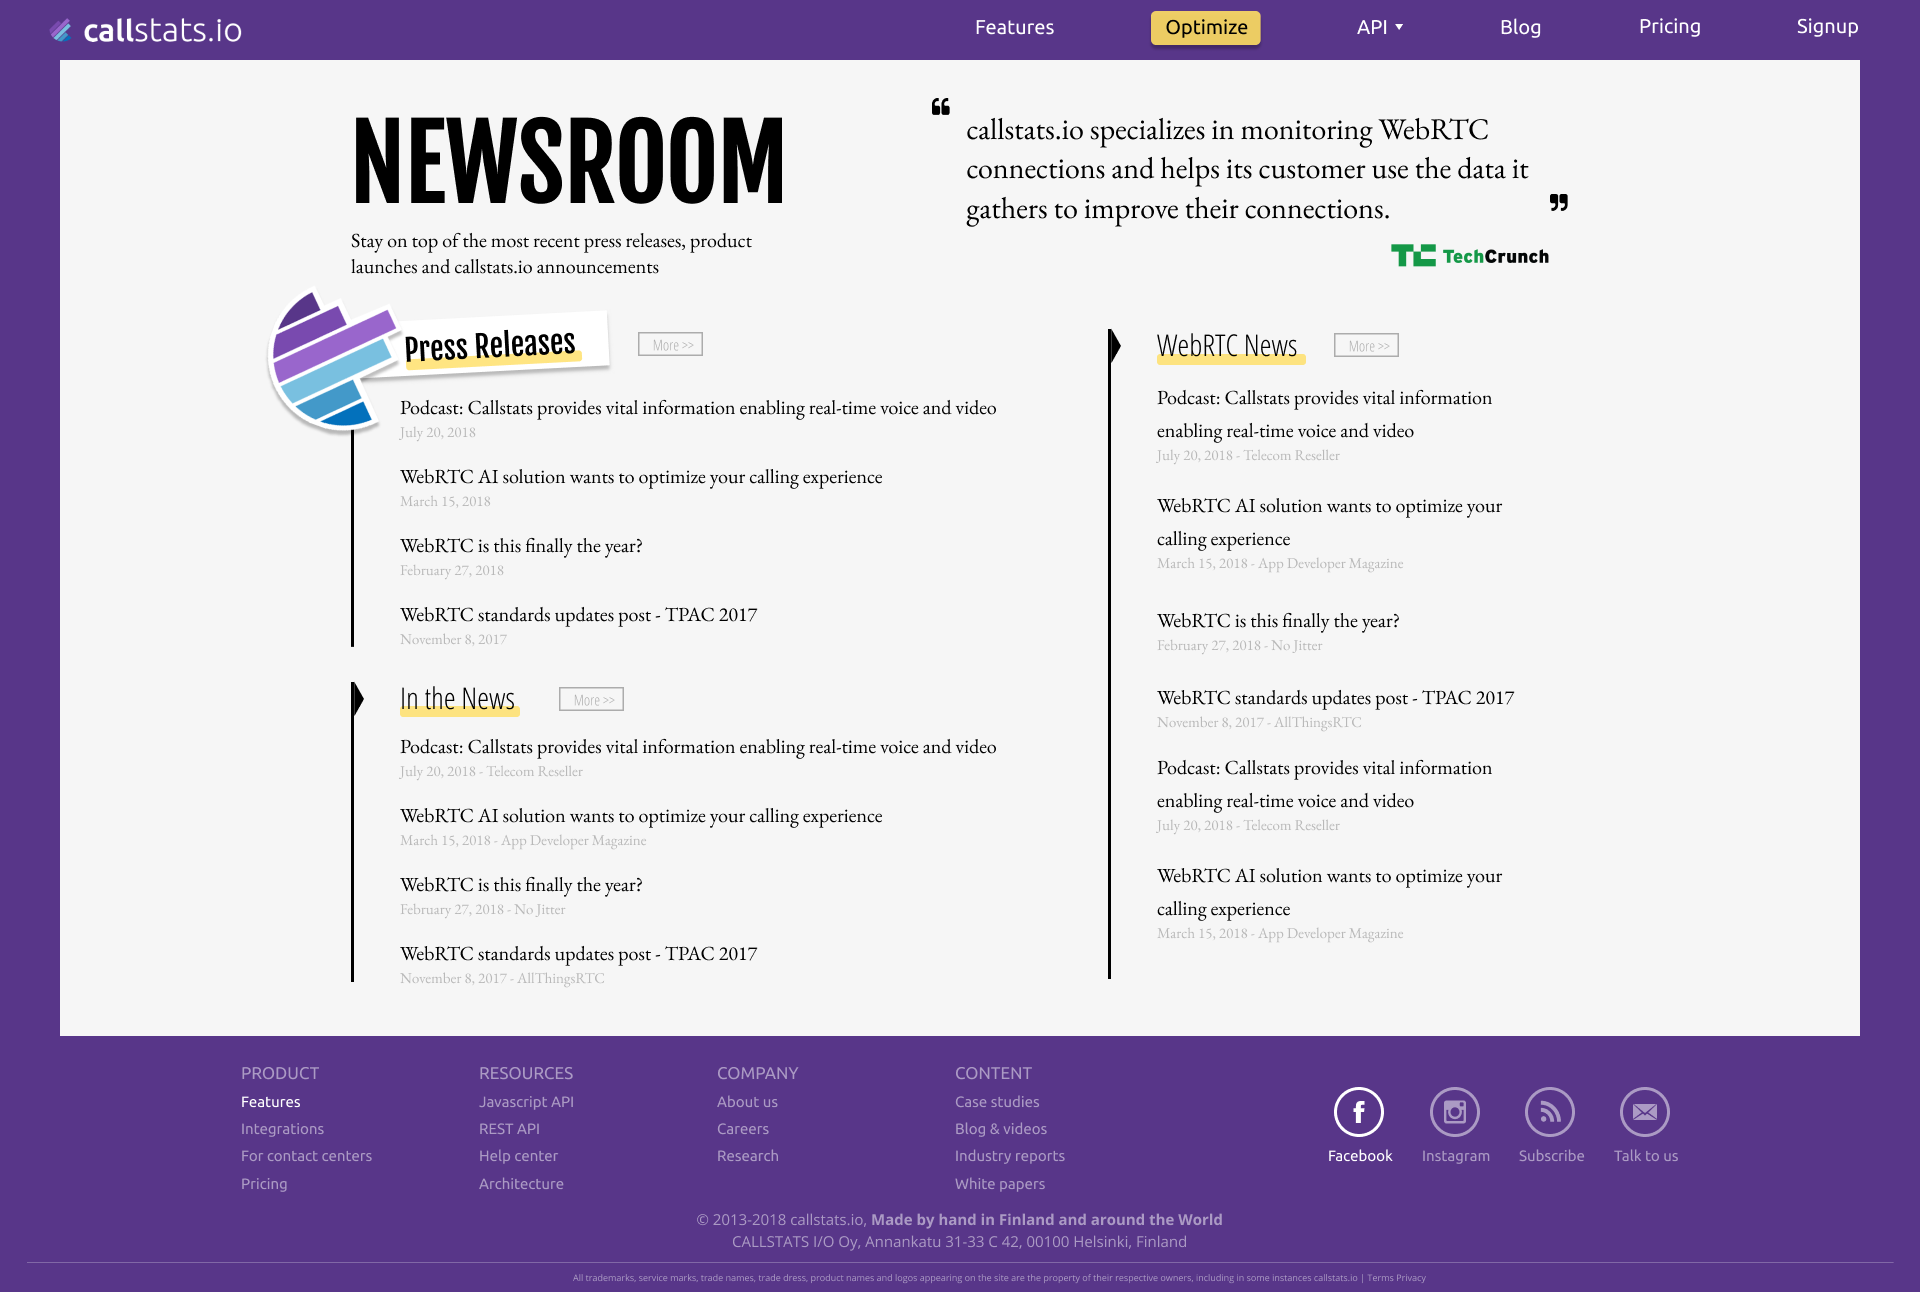 callstats.io
Features
Optimize
API
Blog
Pricing
Signup
NEWSROOM
Stay on top of the most recent press releases, product
launches and callstats.io announcements
“
callstats.io specializes in monitoring WebRTC
connections and helps its customer use the data it
gathers to improve their connections.
”
TC TechCrunch
Press Releases
More >>
Podcast: Callstats provides vital information enabling real-time voice and video
July 20, 2018
WebRTC AI solution wants to optimize your calling experience
March 15, 2018
WebRTC is this finally the year?
February 27, 2018
WebRTC standards updates post - TPAC 2017
November 8, 2017
In the News
More >>
Podcast: Callstats provides vital information enabling real-time voice and video
July 20, 2018 - Telecom Reseller
WebRTC AI solution wants to optimize your calling experience
March 15, 2018 - App Developer Magazine
WebRTC is this finally the year?
February 27, 2018 - No Jitter
WebRTC standards updates post - TPAC 2017
November 8, 2017 - AllThingsRTC
WebRTC News
More >>
Podcast: Callstats provides vital information
enabling real-time voice and video
July 20, 2018 - Telecom Reseller
WebRTC AI solution wants to optimize your
calling experience
March 15, 2018 - App Developer Magazine
WebRTC is this finally the year?
February 27, 2018 - No Jitter
WebRTC standards updates post - TPAC 2017
November 8, 2017 - AllThingsRTC
Podcast: Callstats provides vital information
enabling real-time voice and video
July 20, 2018 - Telecom Reseller
WebRTC AI solution wants to optimize your
calling experience
March 15, 2018 - App Developer Magazine
PRODUCT
Features
Integrations
For contact centers
Pricing
RESOURCES
Javascript API
REST API
Help center
Architecture
COMPANY
About us
Careers
Research
CONTENT
Case studies
Blog & videos
Industry reports
White papers
Facebook
Instagram
Subscribe
Talk to us
© 2013-2018 callstats.io, Made by hand in Finland and around the World
CALLSTATS I/O Oy, Annankatu 31-33 C 42, 00100 Helsinki, Finland
All trademarks, service marks, trade names, trade dress, product names and logos appearing on the site are the property of their respective owners, including in some instances callstats.io | Terms Privacy